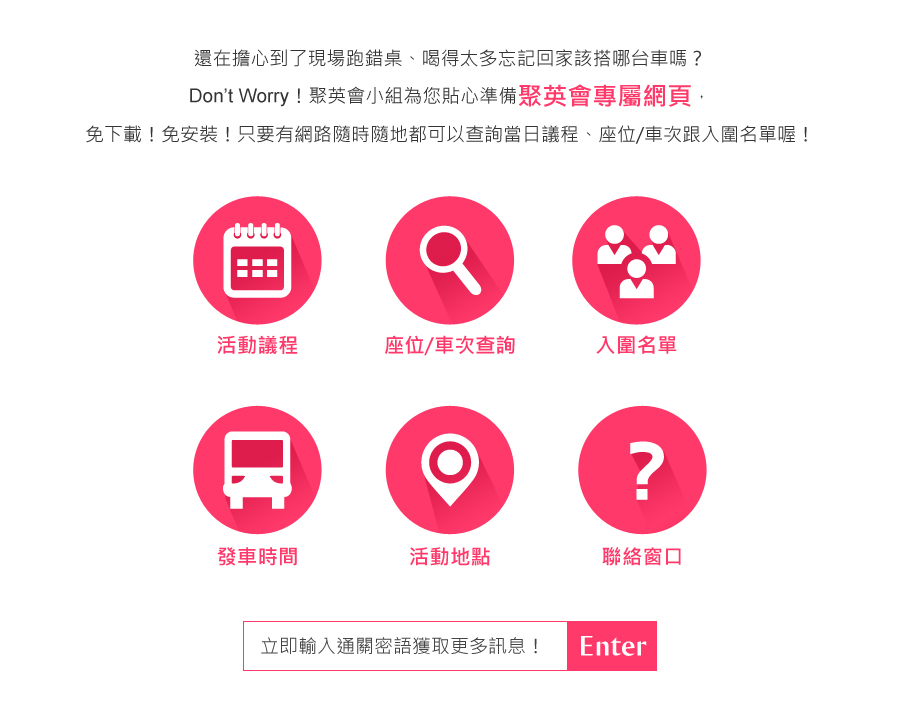 還在擔心到了現場跑錯桌、喝得太多忘記回家該搭哪台車嗎？
Don't Worry！聚英會小組為您貼心準備聚英會專屬網頁，
免下載！免安裝！只要有網路隨時隨地都可以查詢當日議程、座位/車次跟入圍名單喔！
活動議程
座位/車次查詢
入圍名單
發車時間
活動地點
?
聯絡窗口
立即輸入通關密語獲取更多訊息！
Enter